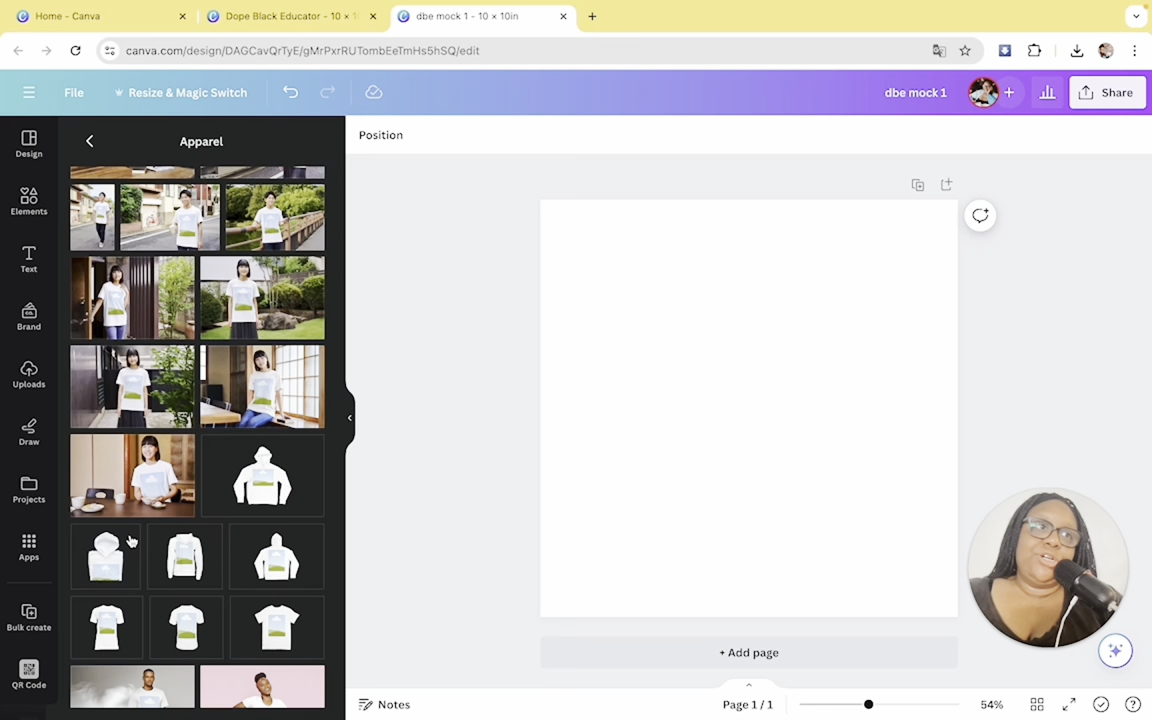 Home - Canva
Dope Black Educator - 10 × 1
dbe mock 1 - 10 × 10in
canva.com/design/DAGCavQrTyE/gMrPxrRUTombEeTmHs5hSQ/edit
File
Resize & Magic Switch
dbe mock 1
Share
Design
Elements
Text
Brand
Uploads
Draw
Projects
Apps
Bulk create
QR Code
Apparel
Position
+ Add page
Notes
Page 1 / 1
54%